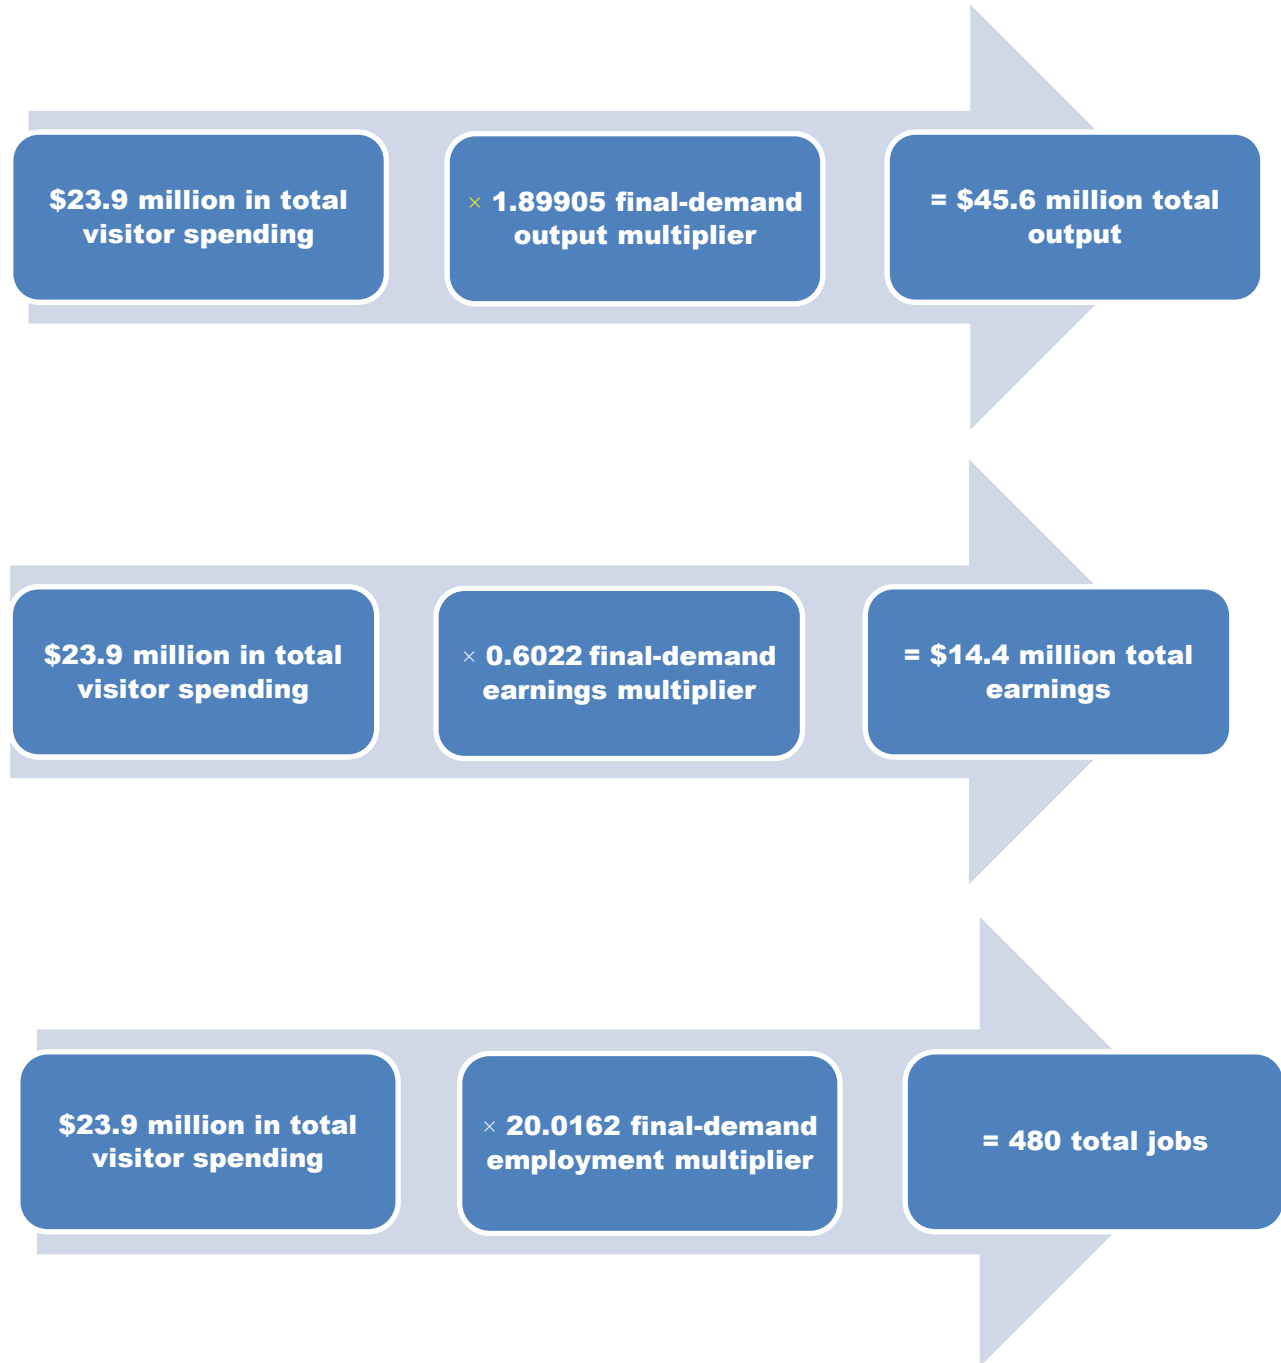 $23.9 million in total
visitor spending
× 1.89905 final-demand
output multiplier
= $45.6 million total
output
$23.9 million in total
visitor spending
× 0.6022 final-demand
earnings multiplier
= $14.4 million total
earnings
$23.9 million in total
visitor spending
× 20.0162 final-demand
employment multiplier
= 480 total jobs